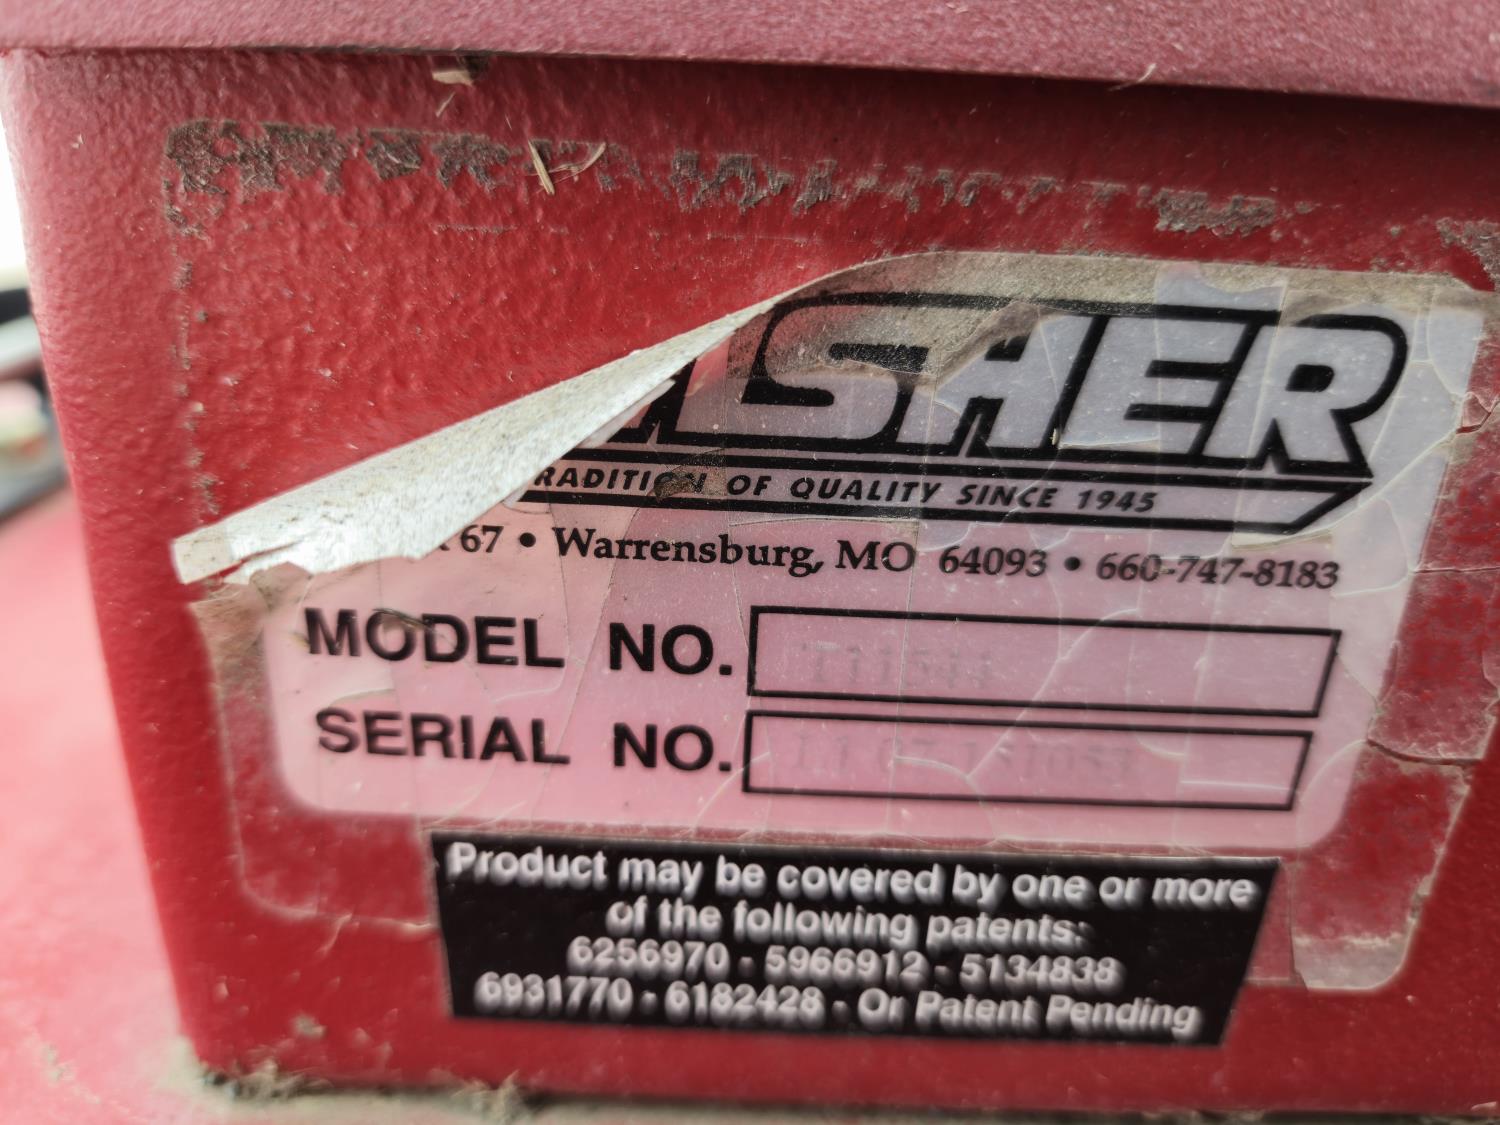 SHER
TRADITION OF QUALITY SINCE 1945
67 • Warrensburg, MO 64093 • 660-747-8183
MODEL NO.
SERIAL NO.
Product may be covered by one or more
of the following patents:
6256970 - 5966912 - 5134838
6931770 - 6182428 - Or Patent Pending